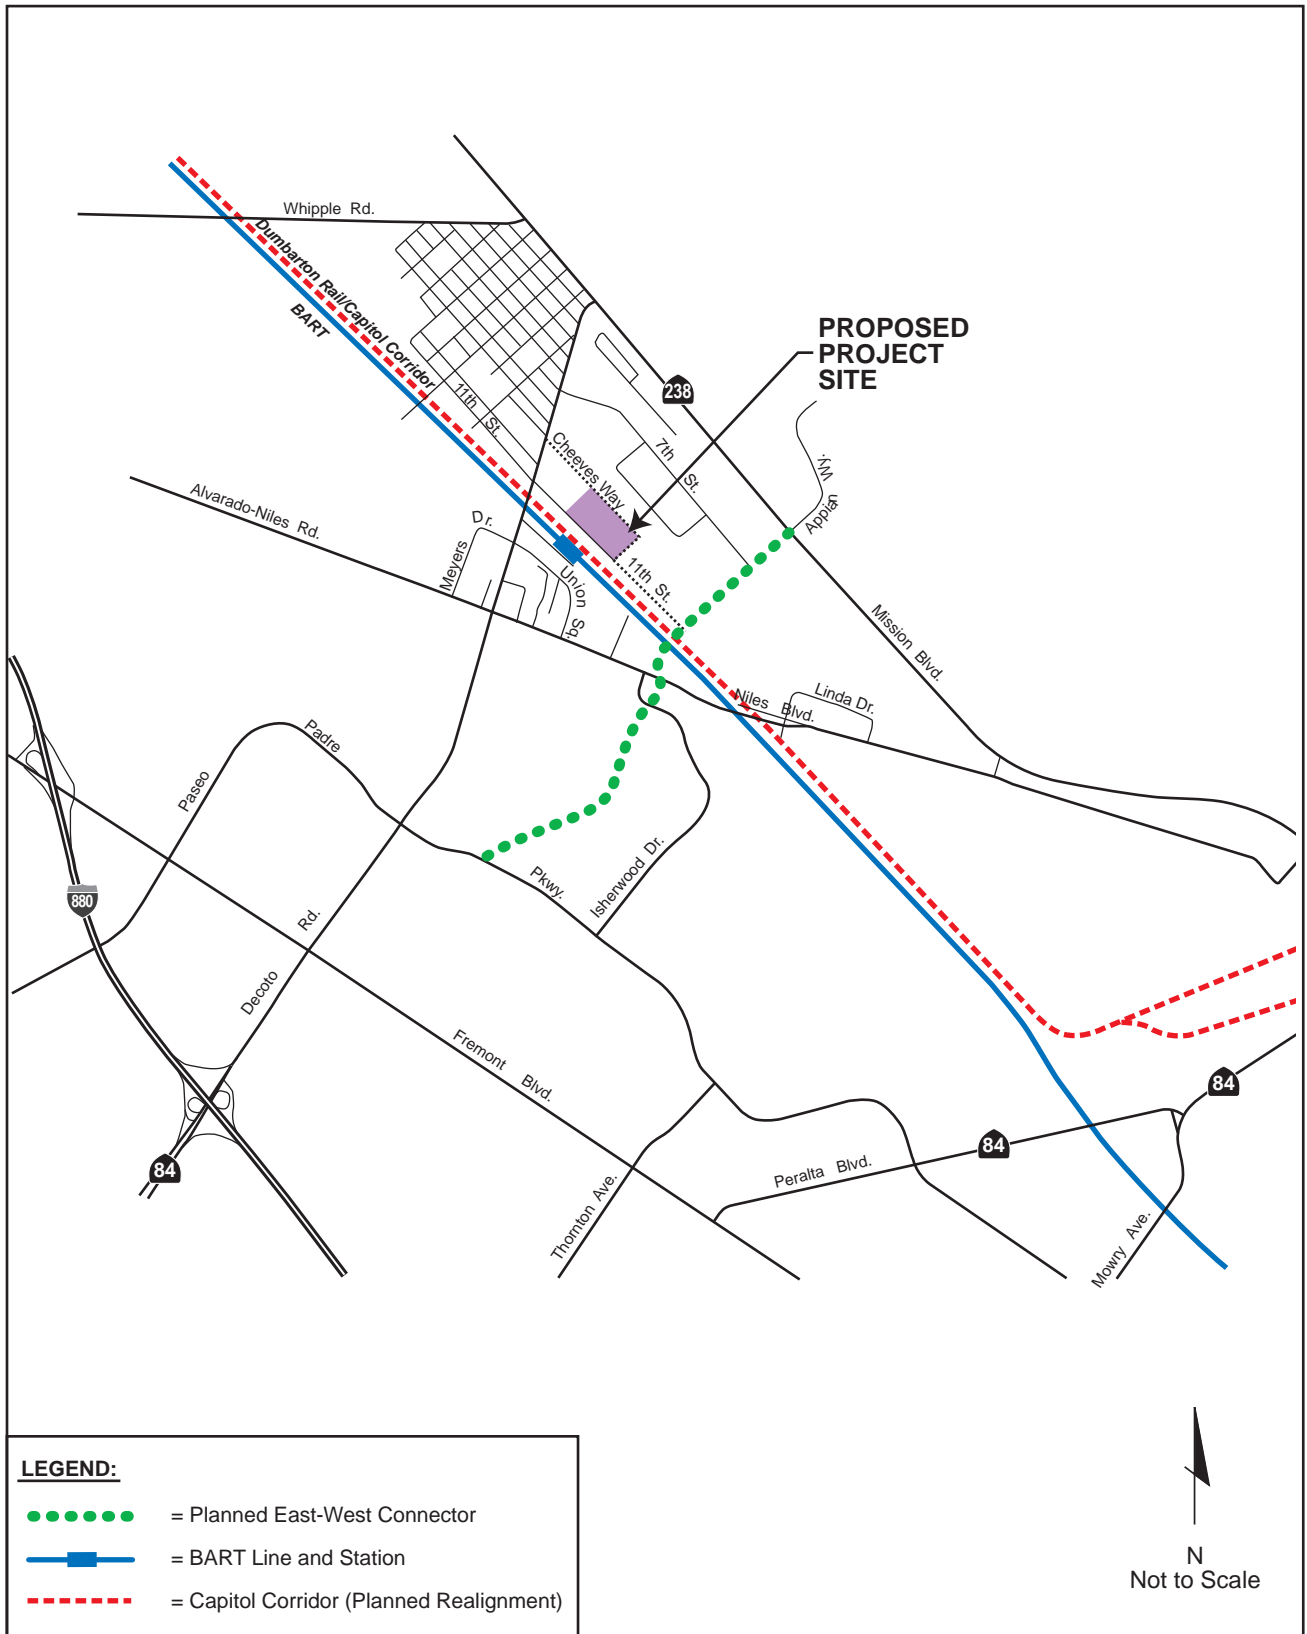 Whipple Rd.
Dumbarton Rail/Capitol Corridor
BART
PROPOSED
PROJECT
SITE
238
11th St.
Cheeves Way
7th St.
Appian Wy.
Alvarado-Niles Rd.
Meyers Dr.
Union Sq.
11th St.
Mission Blvd.
Niles Blvd.
Linda Dr.
Paseo Padre Pkwy.
Isherwood Dr.
880
Decoto Rd.
Fremont Blvd.
84
84
84
Peralta Blvd.
Thornton Ave.
Mowry Ave.
LEGEND:
= Planned East-West Connector
= BART Line and Station
= Capitol Corridor (Planned Realignment)
N
Not to Scale